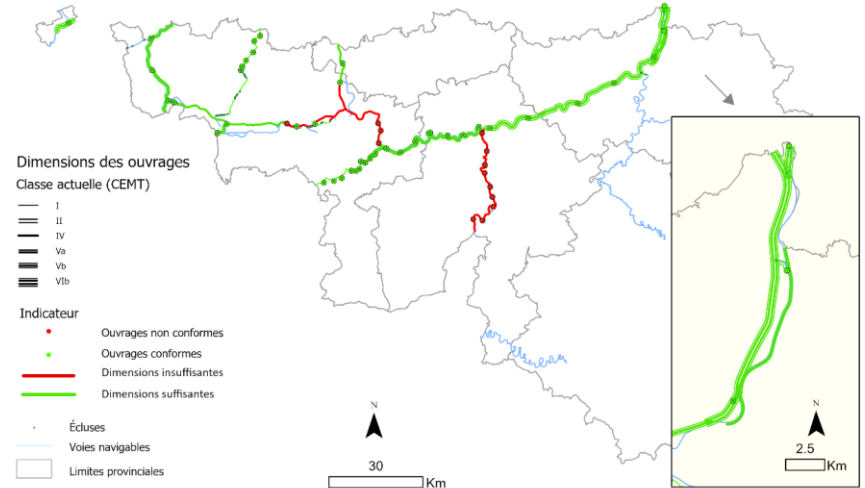 Dimensions des ouvrages
Classe actuelle (CEMT)
I
II
IV
Va
Vb
VIb
Indicateur
Ouvrages non conformes
Ouvrages conformes
Dimensions insuffisantes
Dimensions suffisantes
Écluses
Voies navigables
Limites provinciales
N
30
Km
N
2.5
Km